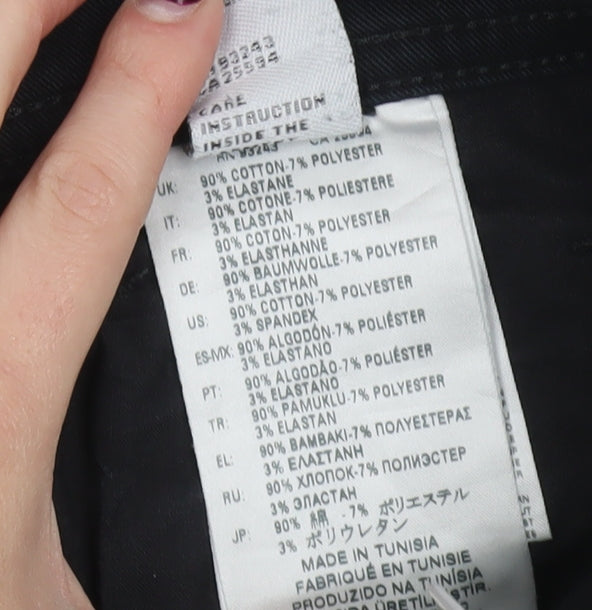 CARE
INSTRUCTION
INSIDE THE
UK: 90% COTTON-7% POLYESTER
3% ELASTANE
IT: 90% COTONE-7% POLIESTERE
3% ELASTAN
FR: 90% COTON-7% POLYESTER
3% ELASTHANNE
DE: 90% BAUMWOLLE-7% POLYESTER
3% ELASTHAN
US: 90% COTTON-7% POLYESTER
3% SPANDEX
ES-MX: 90% ALGODÓN-7% POLIÉSTER
3% ELASTANO
PT: 90% ALGODÃO-7% POLIÉSTER
3% ELASTANO
TR: 90% PAMUKLU-7% POLYESTER
3% ELASTAN
EL: 90% ΒΑΜΒΑΚΙ-7% ΠΟΛΥΕΣΤΕΡΑΣ
3% ΕΛΑΣΤΑΝΗ
RU: 90% ХЛОПОК-7% ПОЛИЭСТЕР
3% ЭЛАСТАН
JP: 90% 綿 -7% ポリエステル
3% ポリウレタン
MADE IN TUNISIA
FABRIQUÉ EN TUNISIE
PRODUZIDO NA TUNÍSIA